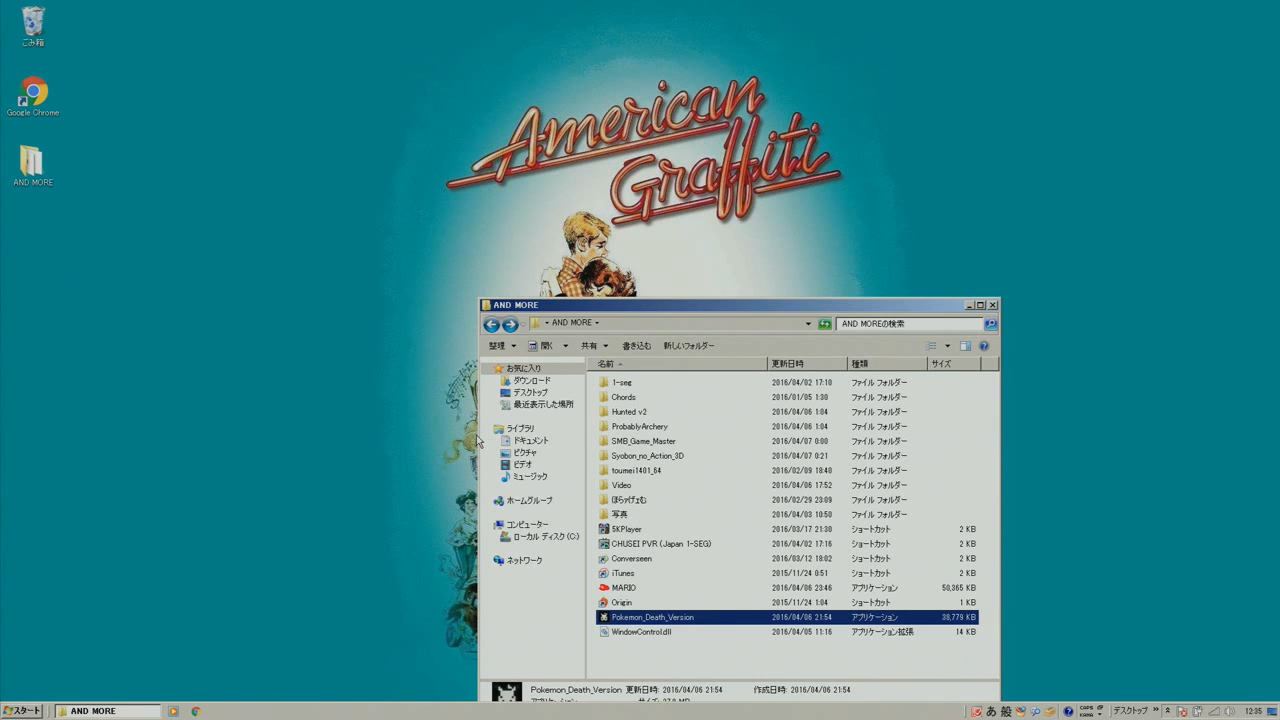 ごみ箱
Google Chrome
AND MORE
American
Graffiti
AND MORE
AND MORE
AND MOREの検索
整理 開く 共有 書き込む 新しいフォルダー
お気に入り
ダウンロード
デスクトップ
最近表示した場所
ライブラリ
ドキュメント
ピクチャ
ビデオ
ミュージック
ホームグループ
コンピューター
ローカル ディスク (C:)
ネットワーク
名前 更新日時 種類 サイズ
1-seg 2016/04/02 17:10 ファイル フォルダー
Chords 2016/01/05 1:30 ファイル フォルダー
Hunted v2 2016/04/06 1:04 ファイル フォルダー
ProbablyArchery 2016/04/06 1:04 ファイル フォルダー
SMB_Game_Master 2016/04/07 0:00 ファイル フォルダー
Syobon_no_Action_3D 2016/04/07 0:21 ファイル フォルダー
toumei1401_64 2016/02/09 18:40 ファイル フォルダー
Video 2016/04/06 17:52 ファイル フォルダー
2016/02/29 23:09 ファイル フォルダー
写真 2016/04/03 10:50 ファイル フォルダー
5KPlayer 2016/03/17 21:30 ショートカット 2 KB
CHUSEI PVR (Japan 1-SEG) 2016/04/02 17:16 ショートカット 2 KB
Converseen 2016/03/12 18:02 ショートカット 2 KB
iTunes 2015/11/24 0:51 ショートカット 2 KB
MARIO 2016/04/06 23:46 アプリケーション 50,365 KB
Origin 2015/11/24 1:04 ショートカット 1 KB
Pokemon_Death_Version 2016/04/06 21:54 アプリケーション 38,779 KB
WindowControl.dll 2016/04/05 11:16 アプリケーション拡張 14 KB
Pokemon_Death_Version 更新日時: 2016/04/06 21:54 作成日時: 2016/04/06 21:54
スタート
AND MORE
あ 般
CAPS
KANA
デスクトップ
12:35